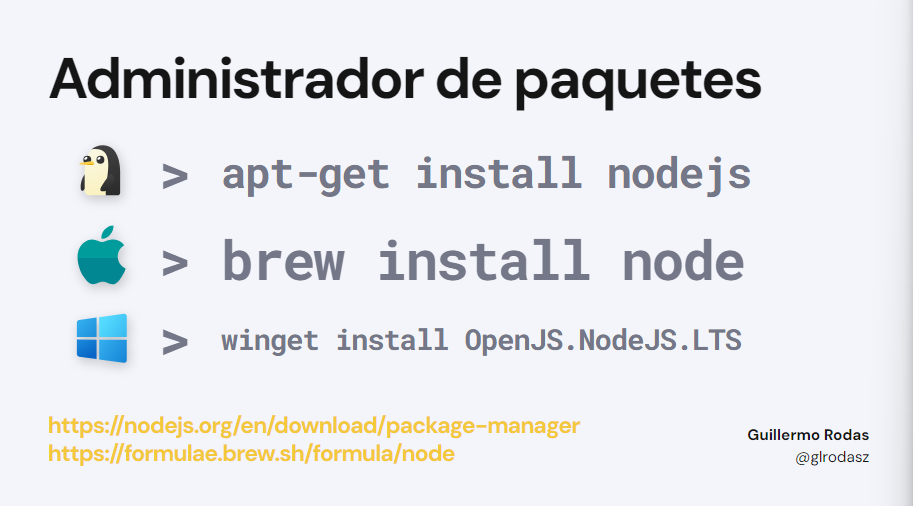 Administrador de paquetes
> apt-get install nodejs
> brew install node
> winget install OpenJS.NodeJS.LTS
https://nodejs.org/en/download/package-manager
https://formulae.brew.sh/formula/node
Guillermo Rodas
@glrodasz